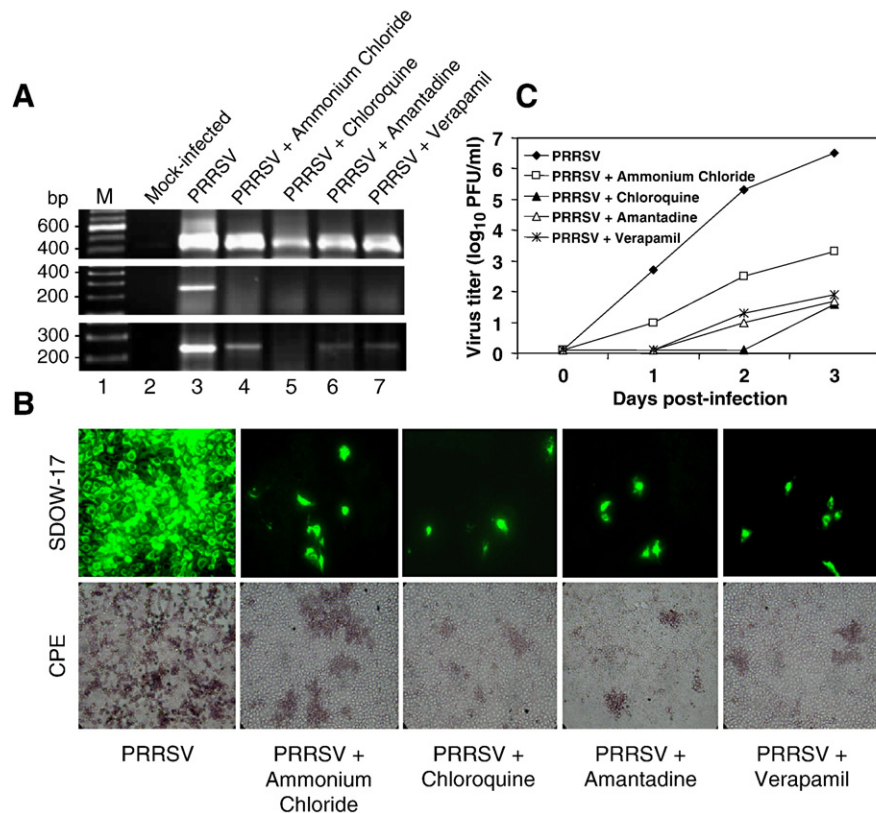 A
bp
M
Mock-infected
PRRSV
PRRSV + Ammonium Chloride
PRRSV + Chloroquine
PRRSV + Amantadine
PRRSV + Verapamil
600
400
400
200
300
200
1 2 3 4 5 6 7
C
Virus titer (log10 PFU/ml)
7
6
5
4
3
2
1
0
PRRSV
PRRSV + Ammonium Chloride
PRRSV + Chloroquine
PRRSV + Amantadine
PRRSV + Verapamil
0 1 2 3
Days post-infection
B
SDOW-17
CPE
PRRSV
PRRSV +
Ammonium
Chloride
PRRSV +
Chloroquine
PRRSV +
Amantadine
PRRSV +
Verapamil